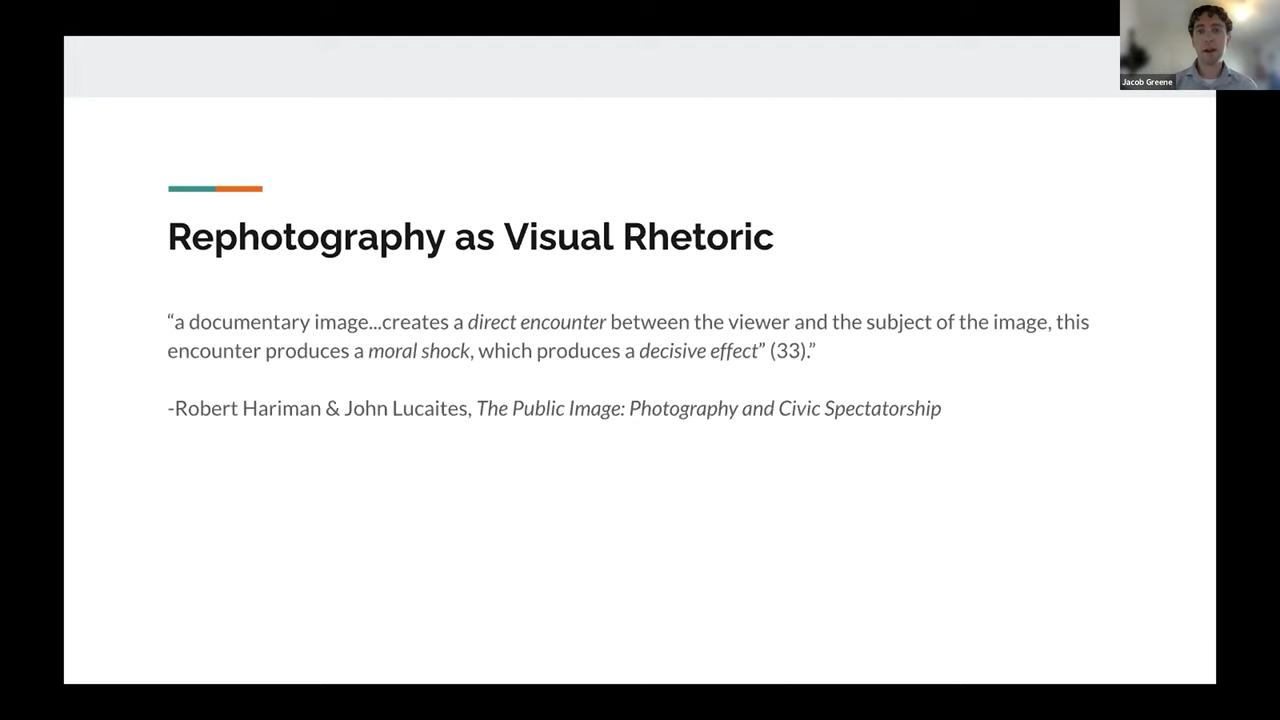 Jacob Greene
Rephotography as Visual Rhetoric
“a documentary image...creates a direct encounter between the viewer and the subject of the image, this
encounter produces a moral shock, which produces a decisive effect” (33).”
-Robert Hariman & John Lucaites, The Public Image: Photography and Civic Spectatorship